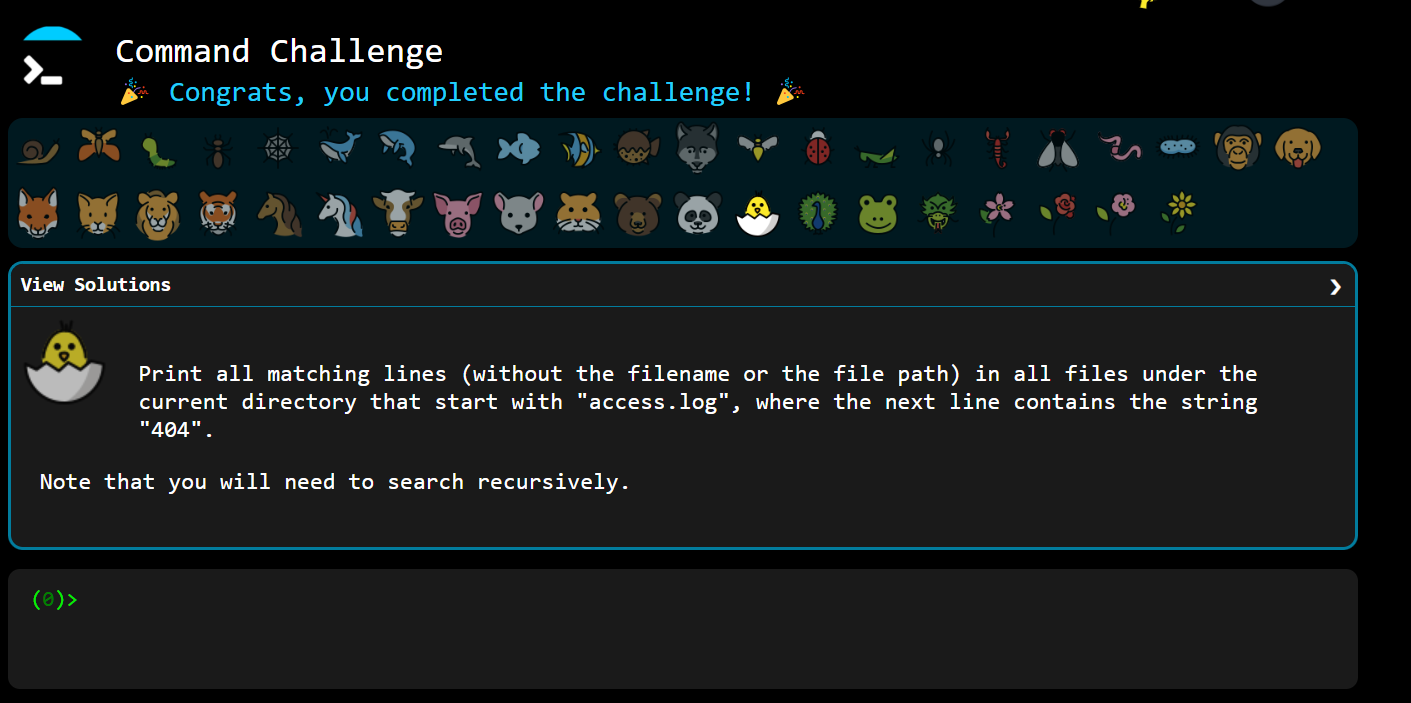 Command Challenge
🎉 Congrats, you completed the challenge! 🎉
View Solutions ❯
Print all matching lines (without the filename or the file path) in all files under the
current directory that start with "access.log", where the next line contains the string
"404".
Note that you will need to search recursively.
(0)>